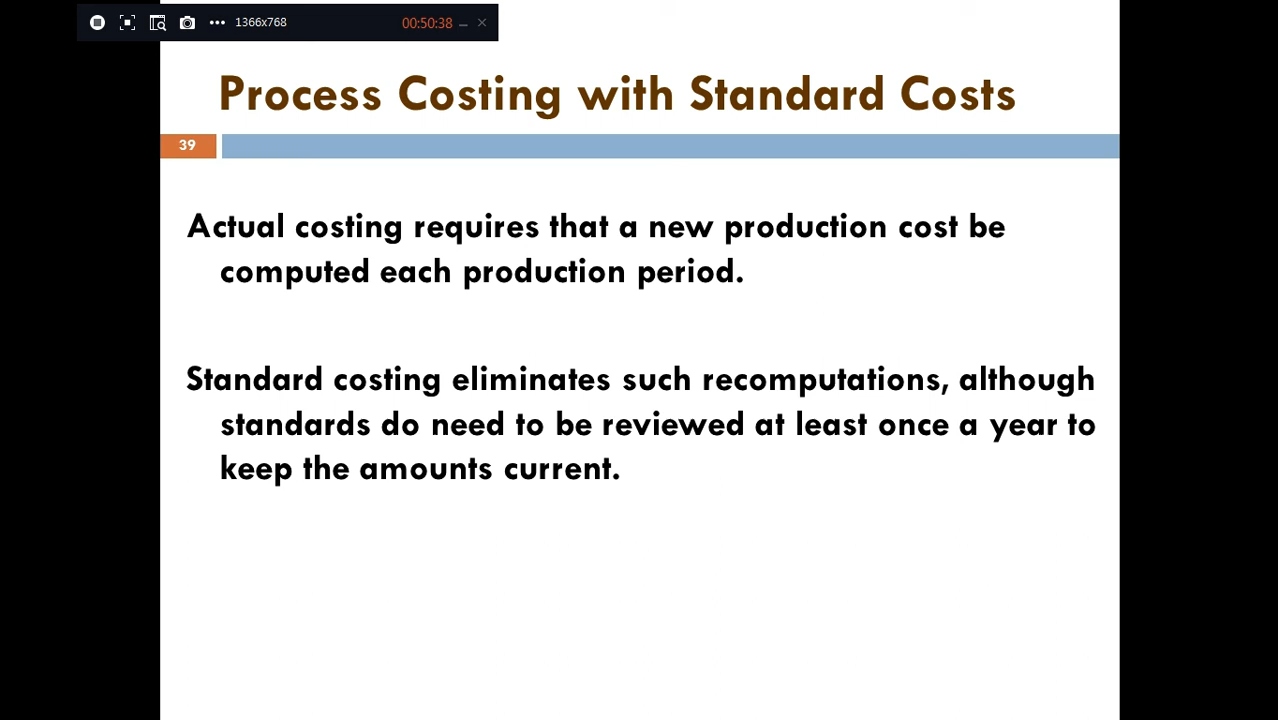 1366x768
00:50:38
Process Costing with Standard Costs
39
Actual costing requires that a new production cost be
computed each production period.
Standard costing eliminates such recomputations, although
standards do need to be reviewed at least once a year to
keep the amounts current.